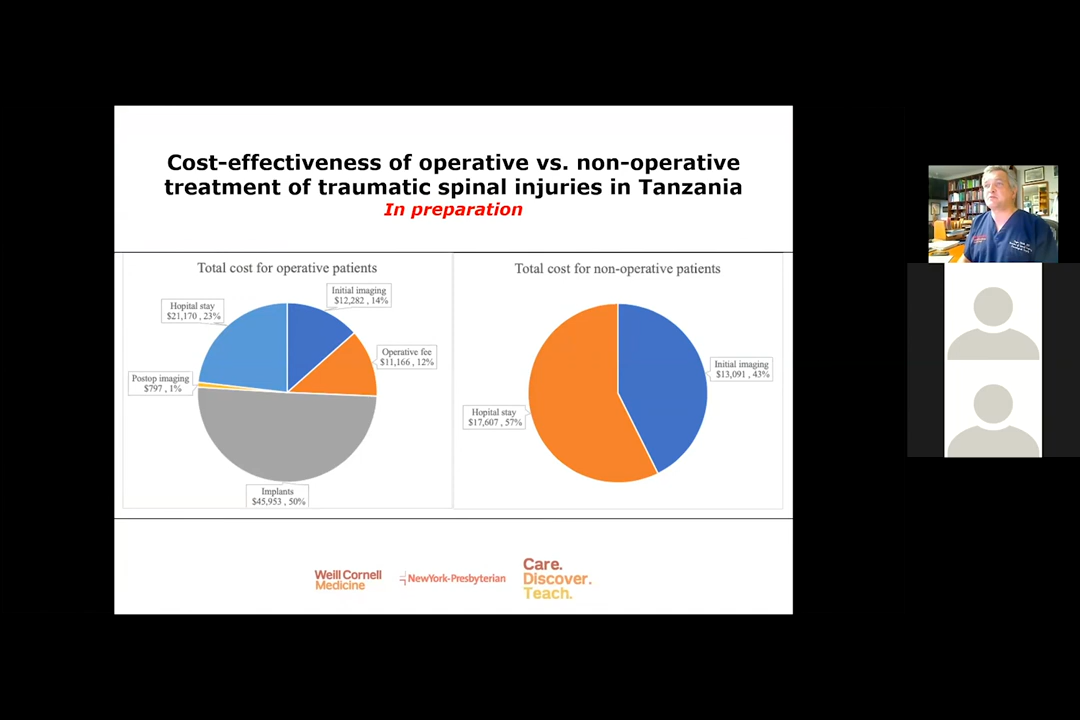 Cost-effectiveness of operative vs. non-operative
treatment of traumatic spinal injuries in Tanzania
In preparation
Total cost for operative patients
Initial imaging
$12,282 , 14%
Hopital stay
$21,170 , 23%
Operative fee
$11,166 , 12%
Postop imaging
$797 , 1%
Implants
$45,953 , 50%
Total cost for non-operative patients
Initial imaging
$13,091 , 43%
Hopital stay
$17,607 , 57%
Weill Cornell
Medicine
NewYork-Presbyterian
Care.
Discover.
Teach.